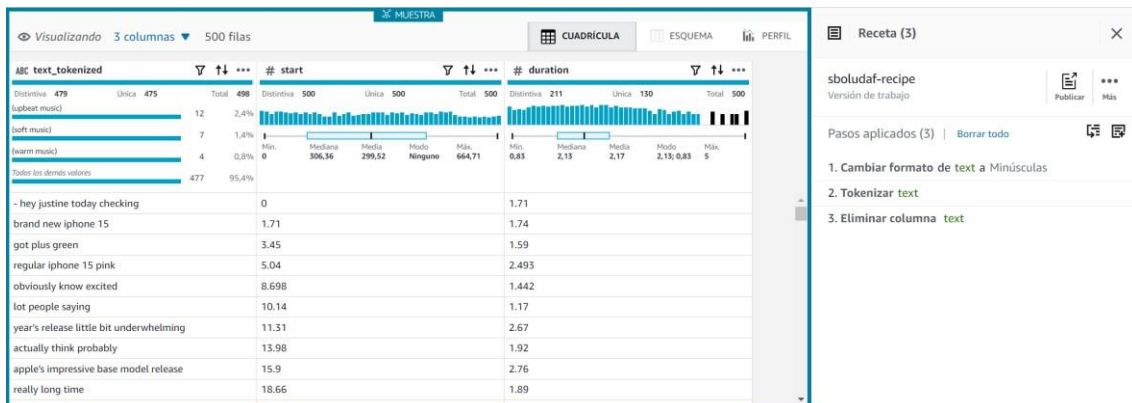 MUESTRA
Visualizando 3 columnas ▼ 500 filas
CUADRÍCULA ESQUEMA PERFIL
ABC text_tokenized
Distintiva 479 Única 475 Total 498
(upbeat music) 12 2,4%
(soft music) 7 1,4%
(warm music) 4 0,8%
Todos los demás valores 477 95,4%
# start
Distintiva 500 Única 500 Total 500
Mín. Mediana Media Modo Máx.
0 306,36 299,52 Ninguno 664,71
# duration
Distintiva 211 Única 130 Total 500
Mín. Mediana Media Modo Máx.
0,83 2,13 2,17 2,13; 0,83 5
- hey justine today checking 0 1.71
brand new iphone 15 1.71 1.74
got plus green 3.45 1.59
regular iphone 15 pink 5.04 2.493
obviously know excited 8.698 1.442
lot people saying 10.14 1.17
year's release little bit underwhelming 11.31 2.67
actually think probably 13.98 1.92
apple's impressive base model release 15.9 2.76
really long time 18.66 1.89
Receta (3)
sboludaf-recipe
Versión de trabajo
Publicar Más
Pasos aplicados (3) | Borrar todo
1. Cambiar formato de text a Minúsculas
2. Tokenizar text
3. Eliminar columna text